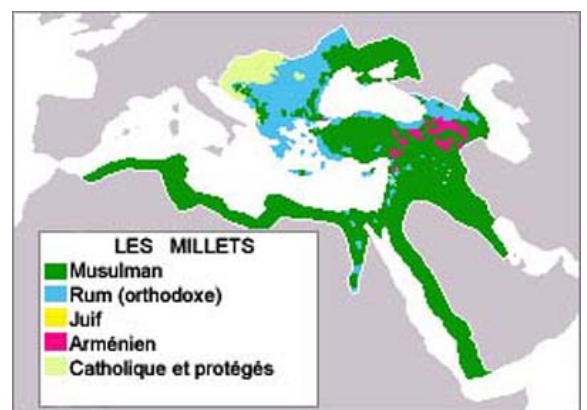 LES MILLETS
Musulman
Rum (orthodoxe)
Juif
Arménien
Catholique et protégés